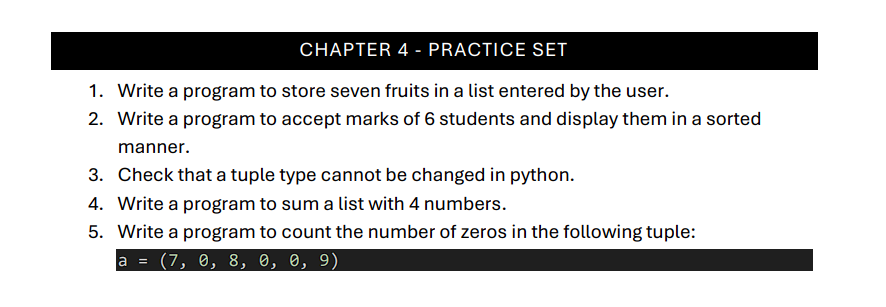 CHAPTER 4 - PRACTICE SET
1. Write a program to store seven fruits in a list entered by the user.
2. Write a program to accept marks of 6 students and display them in a sorted
manner.
3. Check that a tuple type cannot be changed in python.
4. Write a program to sum a list with 4 numbers.
5. Write a program to count the number of zeros in the following tuple:
a = (7, 0, 8, 0, 0, 9)